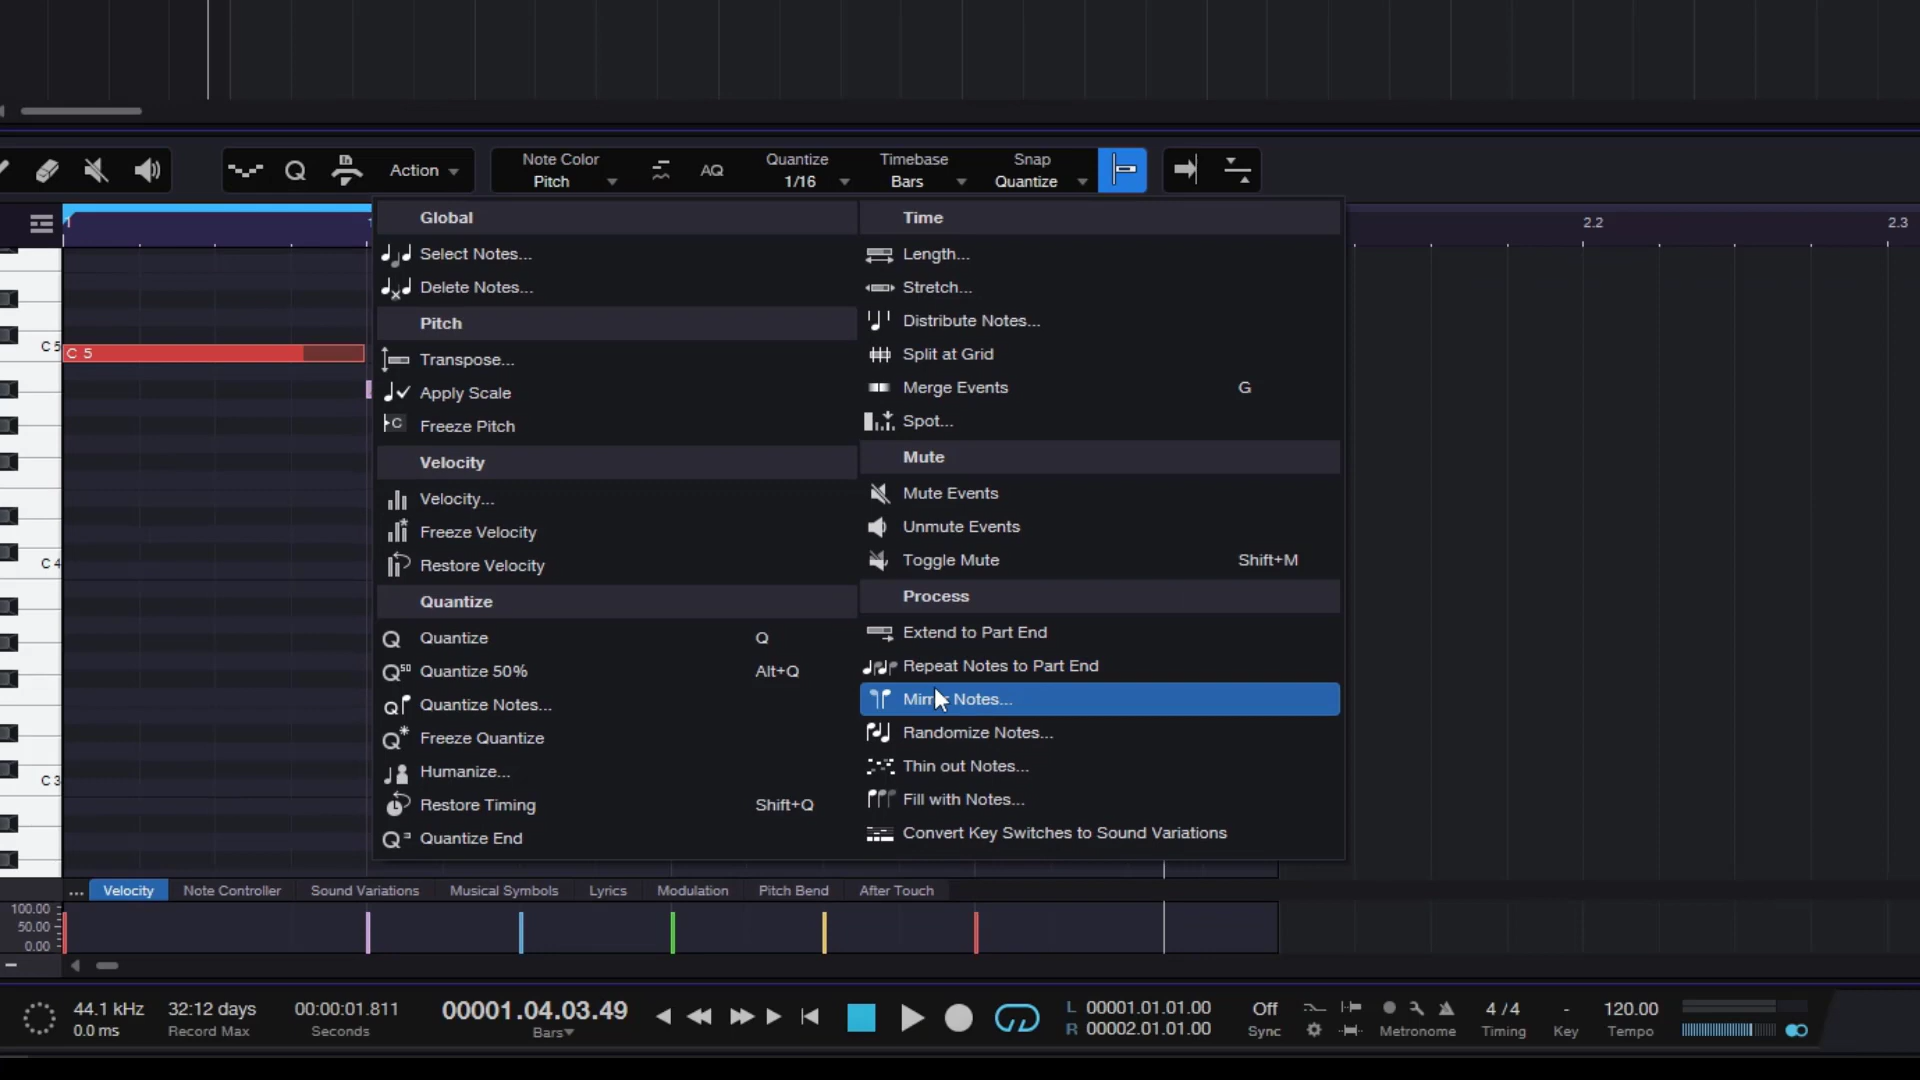 Action
Note Color
Pitch
AQ
Quantize
1/16
Timebase
Bars
Snap
Quantize
2.2
2.3
Global
Select Notes...
Delete Notes...
Pitch
Transpose...
Apply Scale
Freeze Pitch
Velocity
Velocity...
Freeze Velocity
Restore Velocity
Quantize
Quantize Q
Quantize 50% Alt+Q
Quantize Notes...
Freeze Quantize
Humanize...
Restore Timing Shift+Q
Quantize End
Time
Length...
Stretch...
Distribute Notes...
Split at Grid
Merge Events G
Spot...
Mute
Mute Events
Unmute Events
Toggle Mute Shift+M
Process
Extend to Part End
Repeat Notes to Part End
Notes...
Randomize Notes...
Thin out Notes...
Fill with Notes...
Convert Key Switches to Sound Variations
C 5
C 5
C 4
C 3
... Velocity Note Controller Sound Variations Musical Symbols Lyrics Modulation Pitch Bend After Touch
100.00
50.00
0.00
44.1 kHz
0.0 ms
32:12 days
Record Max
00:00:01.811
Seconds
00001.04.03.49
Bars
L 00001.01.01.00
R 00002.01.01.00
Off
Sync
Metronome
4 / 4
Timing
-
Key
120.00
Tempo